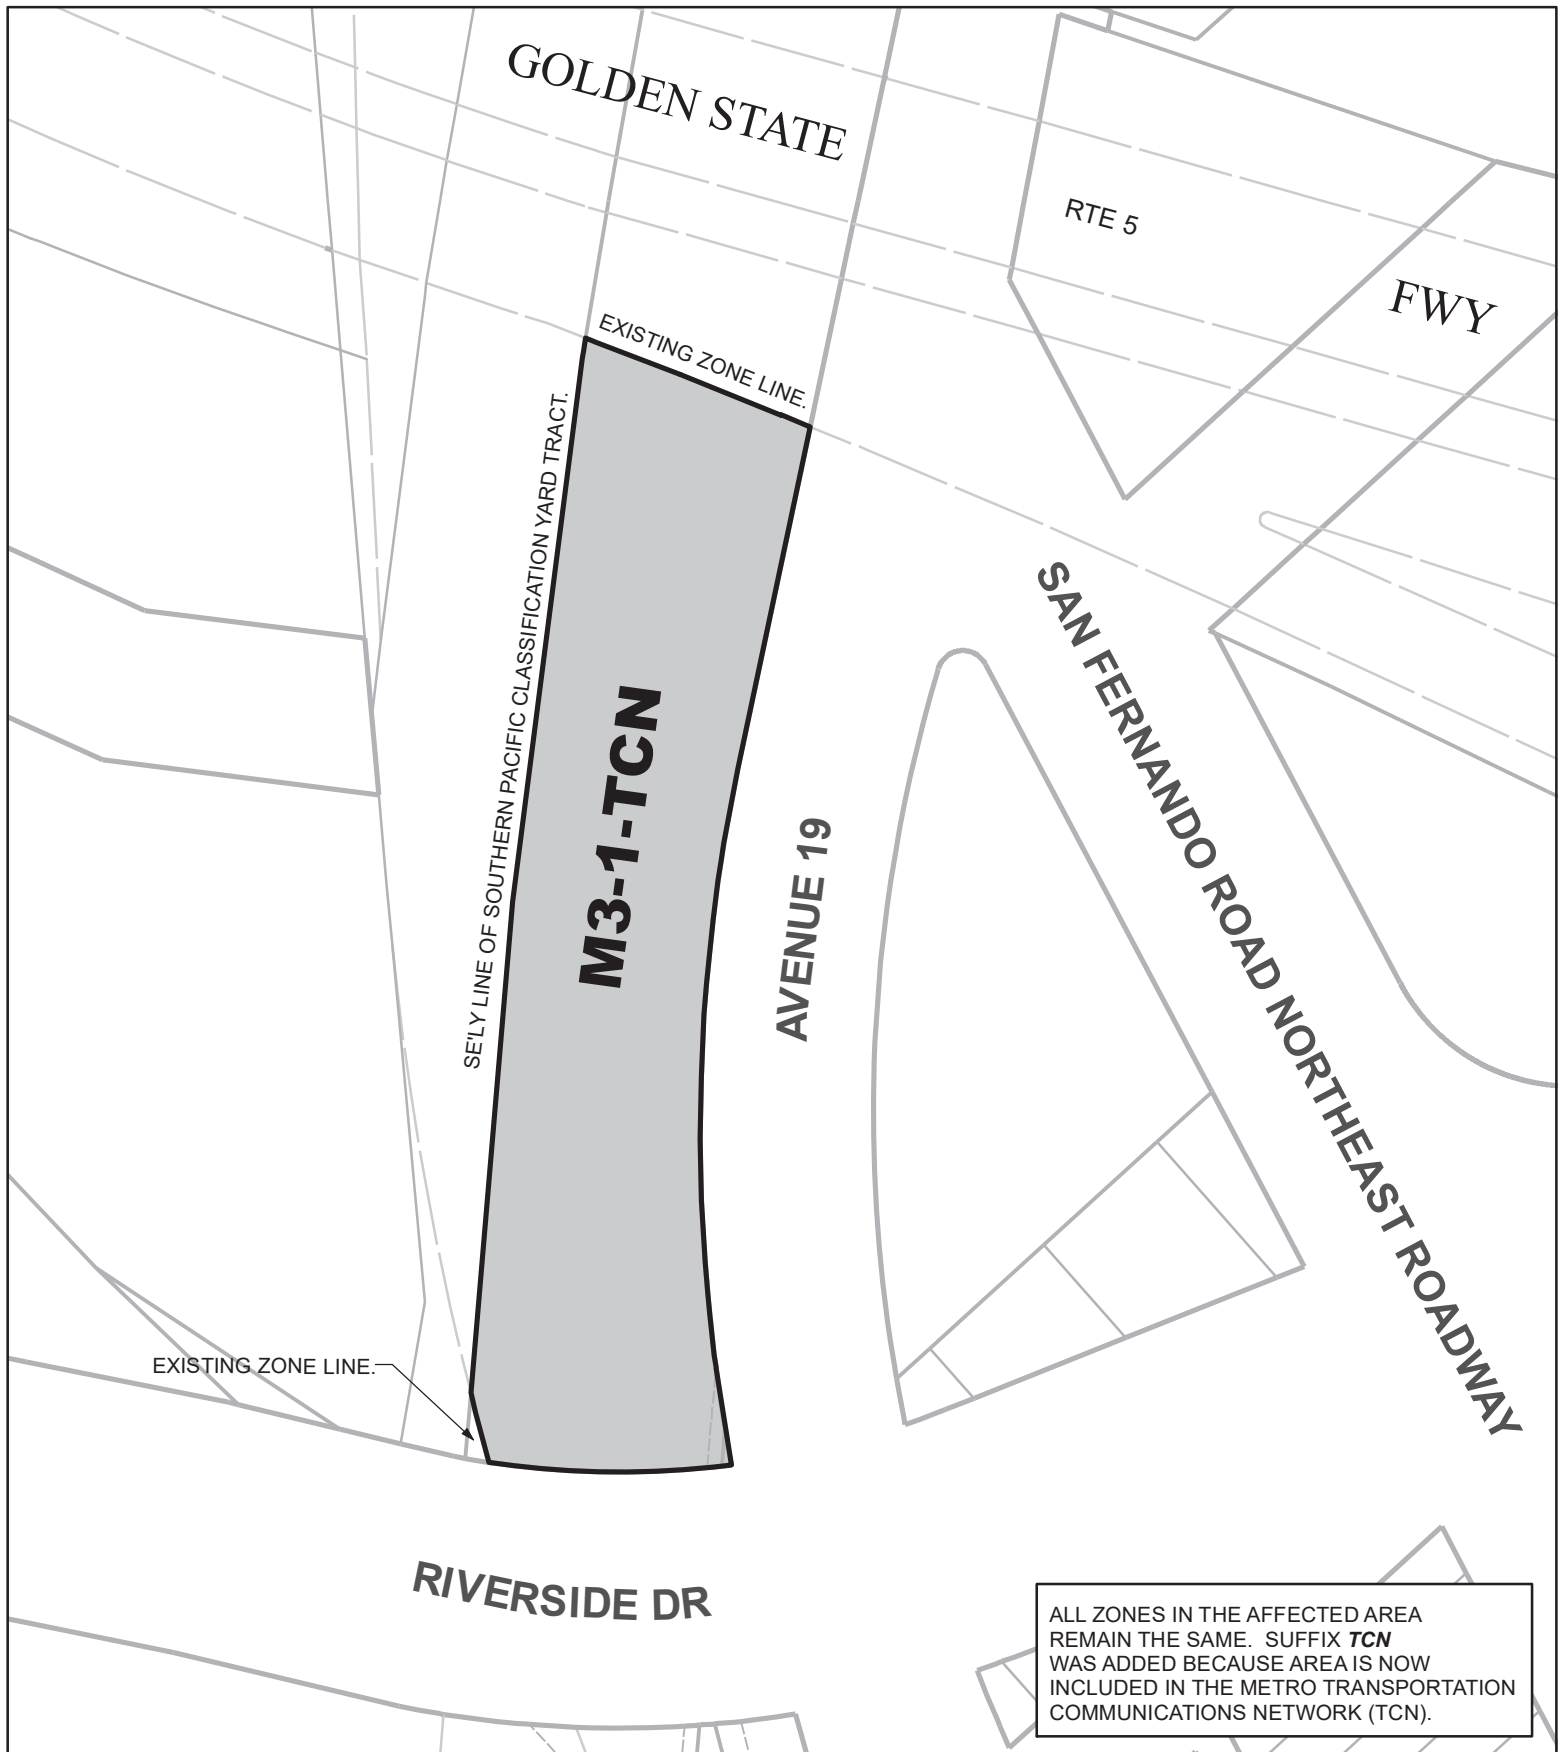 GOLDEN STATE
RTE 5
FWY
EXISTING ZONE LINE.
SE'LY LINE OF SOUTHERN PACIFIC CLASSIFICATION YARD TRACT.
M3-1-TCN
AVENUE 19
SAN FERNANDO ROAD NORTHEAST ROADWAY
EXISTING ZONE LINE.
RIVERSIDE DR
ALL ZONES IN THE AFFECTED AREA
REMAIN THE SAME. SUFFIX TCN
WAS ADDED BECAUSE AREA IS NOW
INCLUDED IN THE METRO TRANSPORTATION
COMMUNICATIONS NETWORK (TCN).